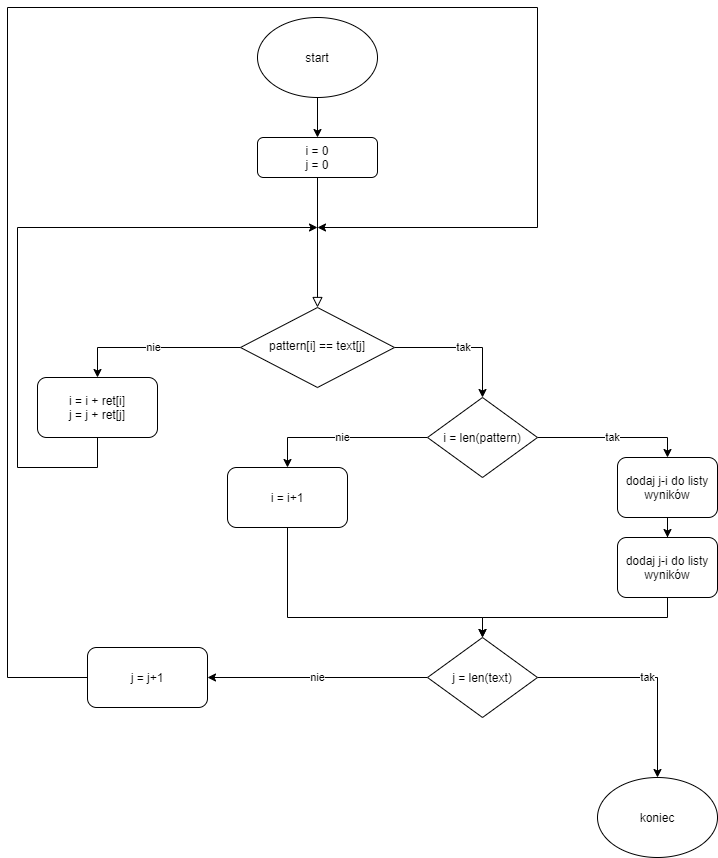 start
i = 0
j = 0
pattern[i] == text[j]
nie
tak
i = i + ret[i]
j = j + ret[j]
i = len(pattern)
nie
tak
i = i+1
dodaj j-i do listy
wyników
dodaj j-i do listy
wyników
j = len(text)
nie
tak
j = j+1
koniec